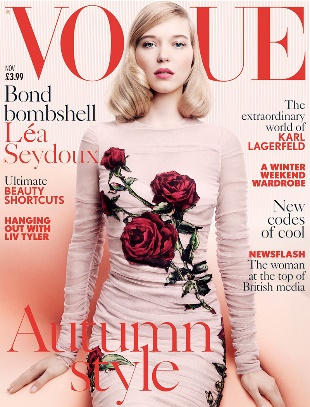 VOGUE
NOV
£3.99
Bond
bombshell
Léa
Seydoux
Ultimate
BEAUTY
SHORTCUTS
HANGING
OUT WITH
LIV TYLER
The
extraordinary
world of
KARL
LAGERFELD
A WINTER
WEEKEND
WARDROBE
New
codes
of cool
NEWSFLASH
The woman
at the top of
British media
Autumn
style